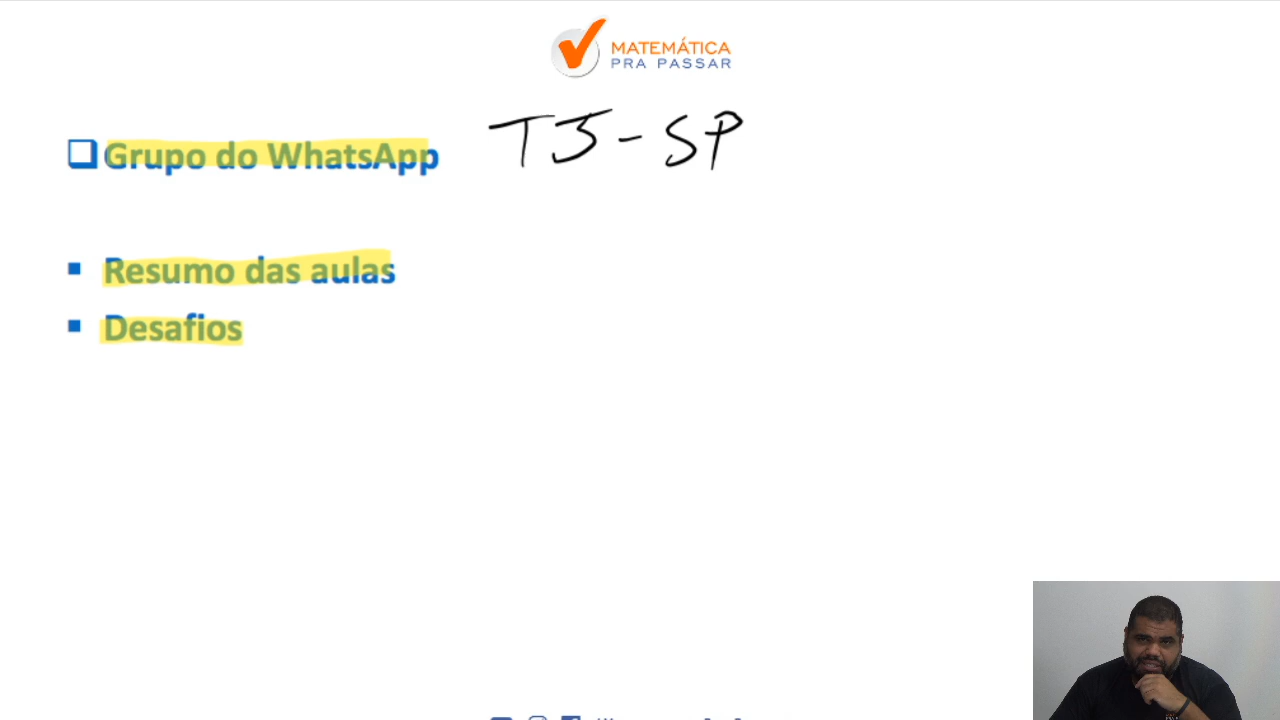 MATEMÁTICA
PRA PASSAR
Grupo do WhatsApp TJ-SP
Resumo das aulas
Desafios